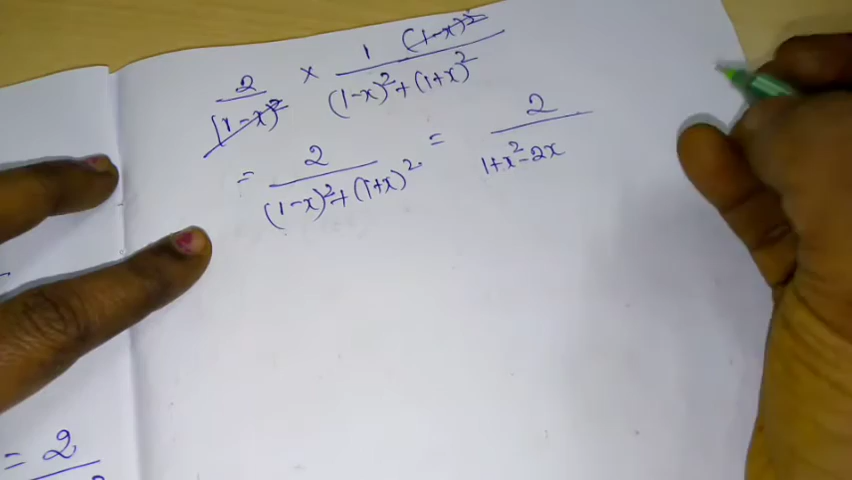 2/(1-x)² × 1 (1-x)²/(1-x)²+(1+x)²
= 2/(1-x)²+(1+x)² = 2/1+x²-2x
= 2